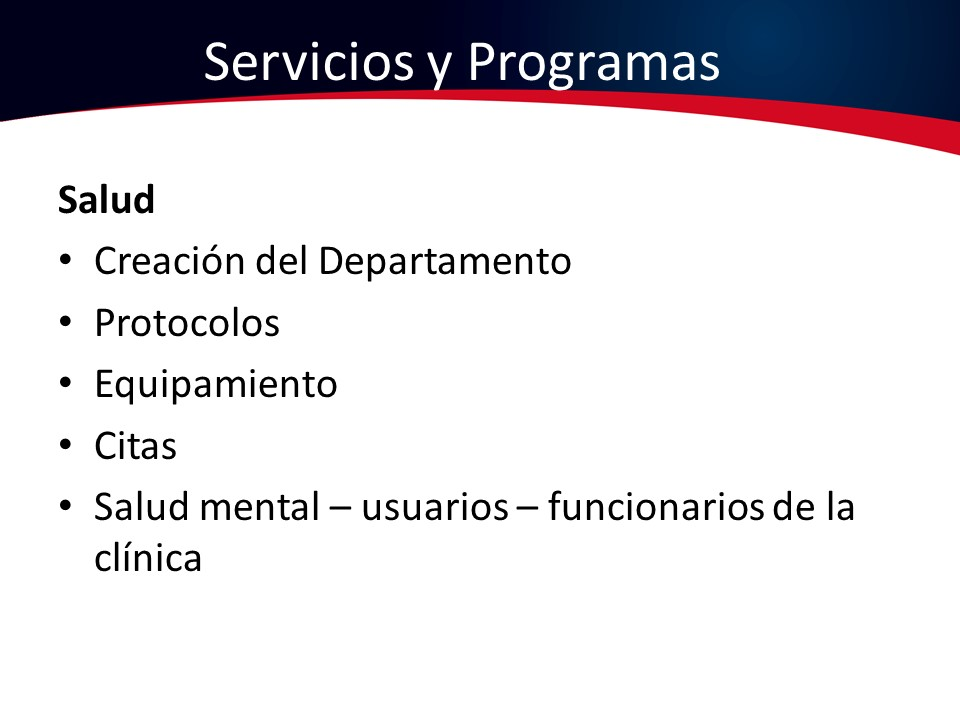 Servicios y Programas
Salud
• Creación del Departamento
• Protocolos
• Equipamiento
• Citas
• Salud mental – usuarios – funcionarios de la
clínica